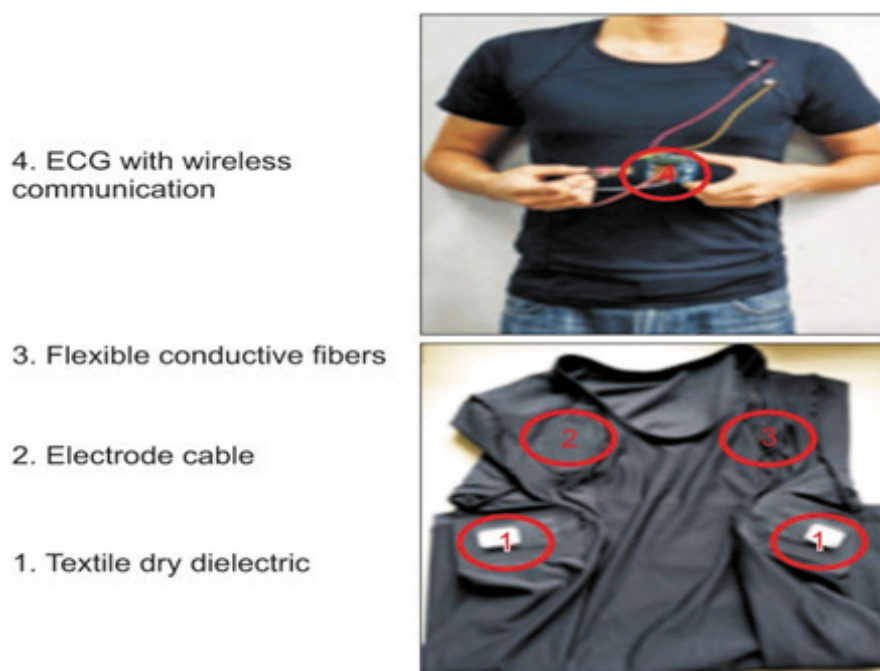 4. ECG with wireless
communication
4
3. Flexible conductive fibers
2. Electrode cable
1. Textile dry dielectric
2
3
1
1